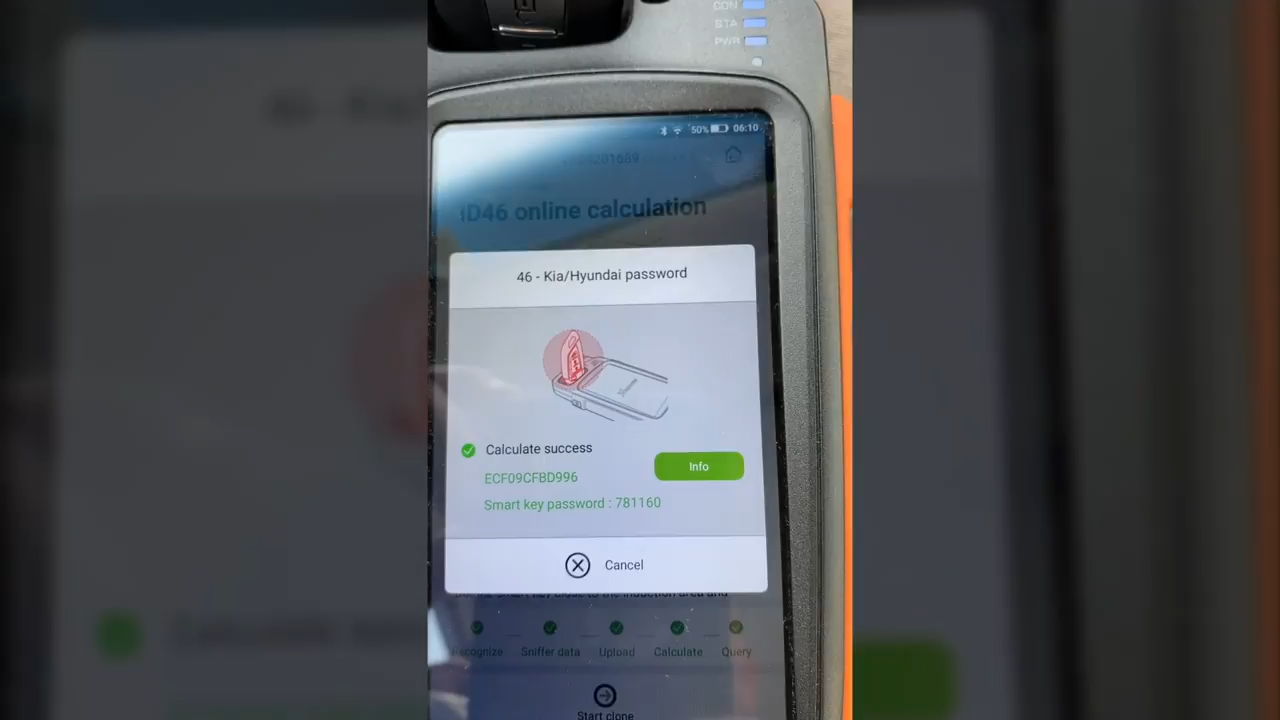 CON
STA
PWR
50% 06:10
ID46 online calculation
46 - Kia/Hyundai password
Calculate success
ECF09CFBD996
Info
Smart key password : 781160
Cancel
Recognize Sniffer data Upload Calculate Query
Start clone